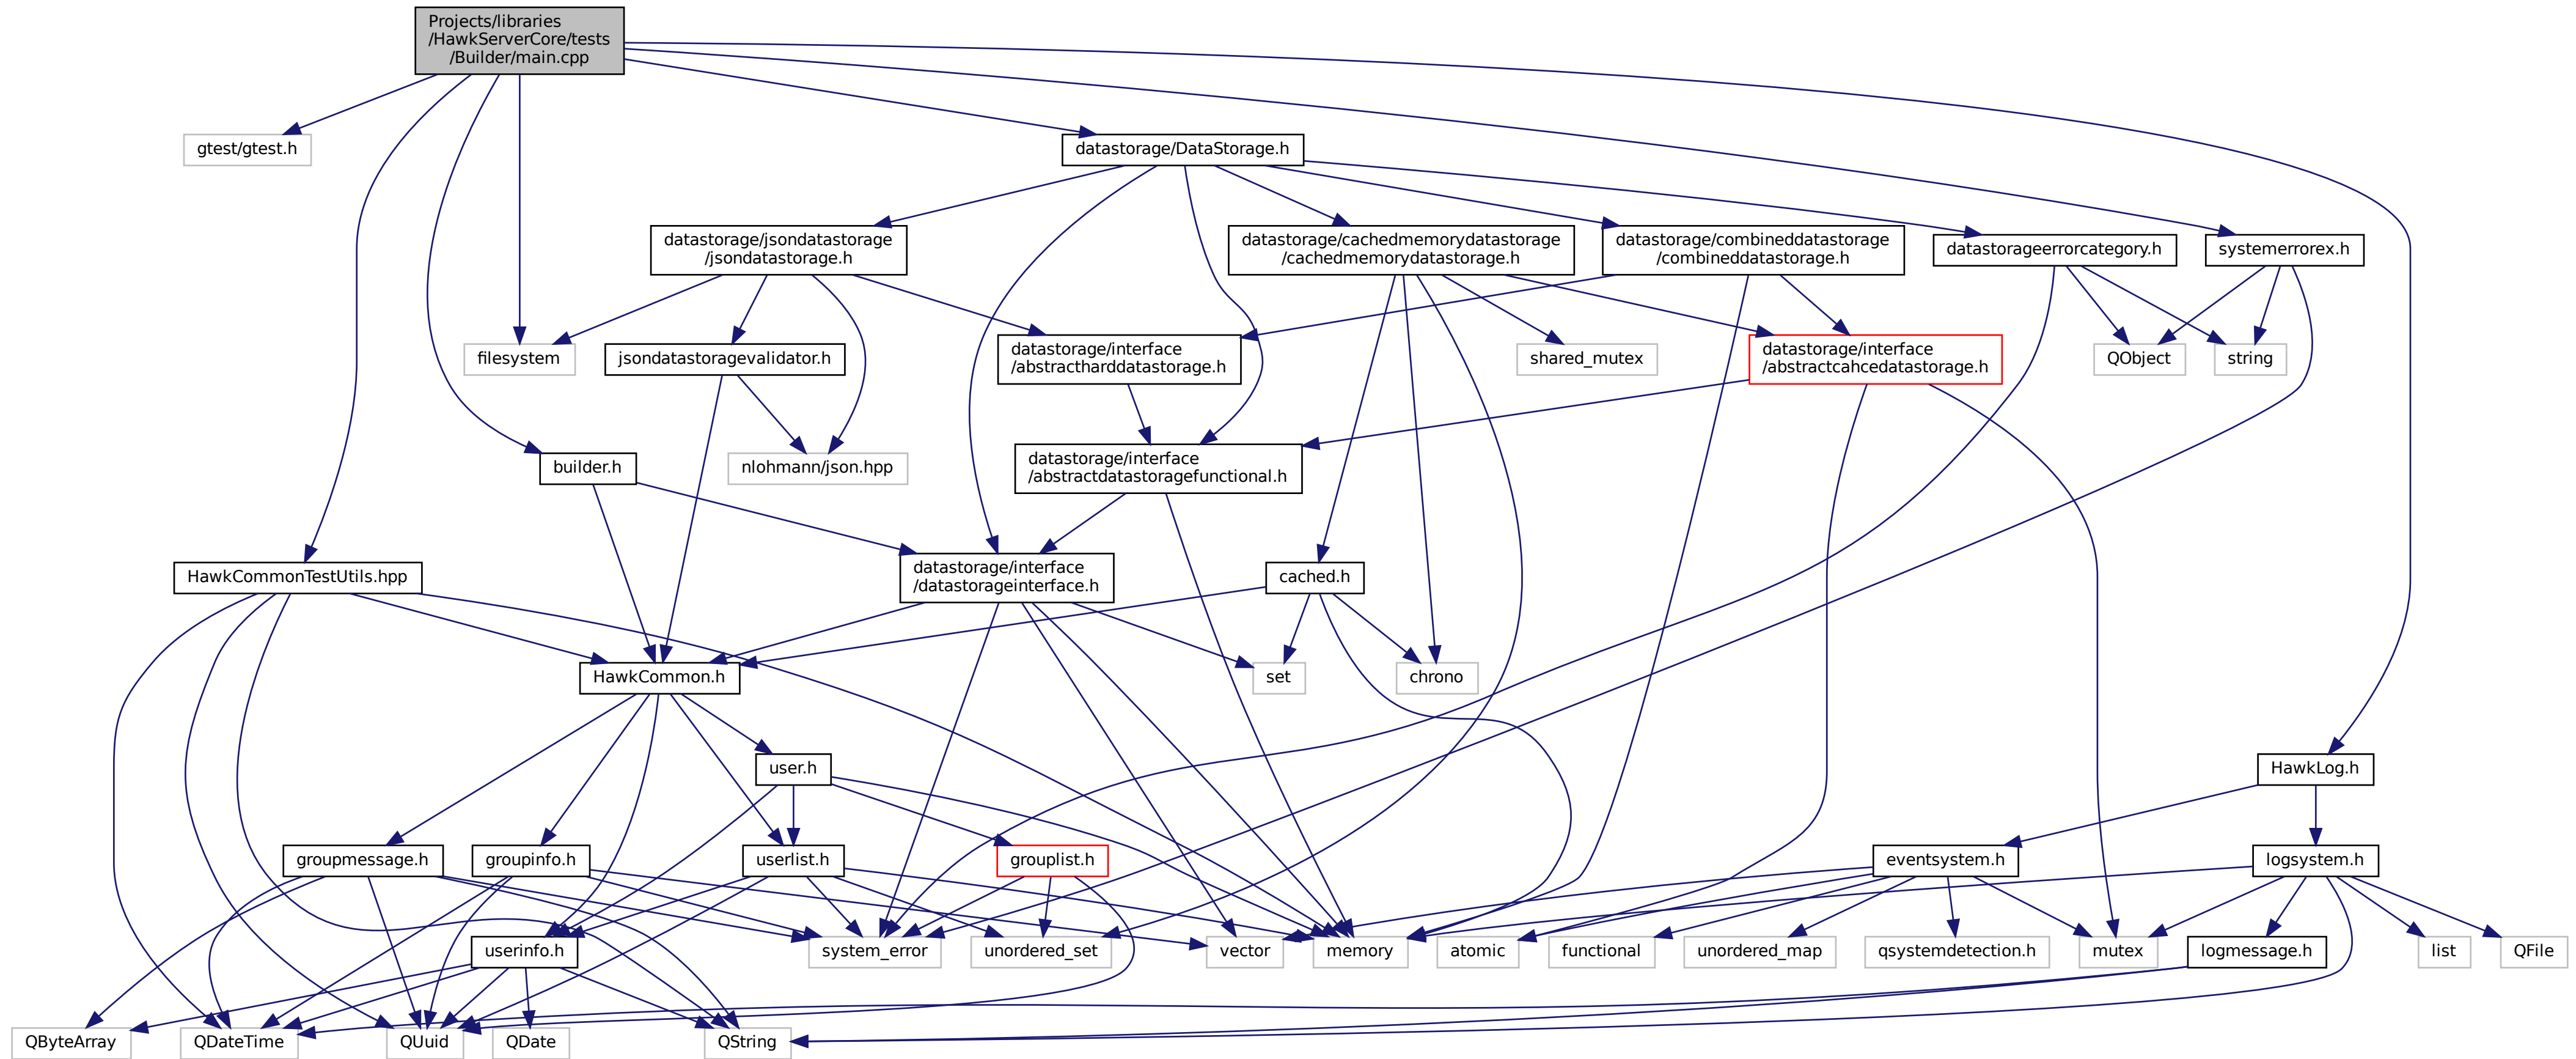 Projects/libraries
/HawkServerCore/tests
/Builder/main.cpp
gtest/gtest.h
datastorage/DataStorage.h
datastorage/jsondatastorage
/jsondatastorage.h
datastorage/cachedmemorydatastorage
/cachedmemorydatastorage.h
datastorage/combineddatastorage
/combineddatastorage.h
datastorageerrorcategory.h
systemerrorex.h
filesystem
jsondatastoragevalidator.h
datastorage/interface
/abstractharddatastorage.h
shared_mutex
datastorage/interface
/abstractcahcedatastorage.h
QObject
string
builder.h
nlohmann/json.hpp
datastorage/interface
/abstractdatastoragefunctional.h
HawkCommonTestUtils.hpp
datastorage/interface
/datastorageinterface.h
cached.h
HawkCommon.h
set
chrono
user.h
HawkLog.h
groupmessage.h
groupinfo.h
userlist.h
grouplist.h
eventsystem.h
logsystem.h
userinfo.h
system_error
unordered_set
vector
memory
atomic
functional
unordered_map
qsystemdetection.h
mutex
logmessage.h
list
QFile
QByteArray
QDateTime
QUuid
QDate
QString